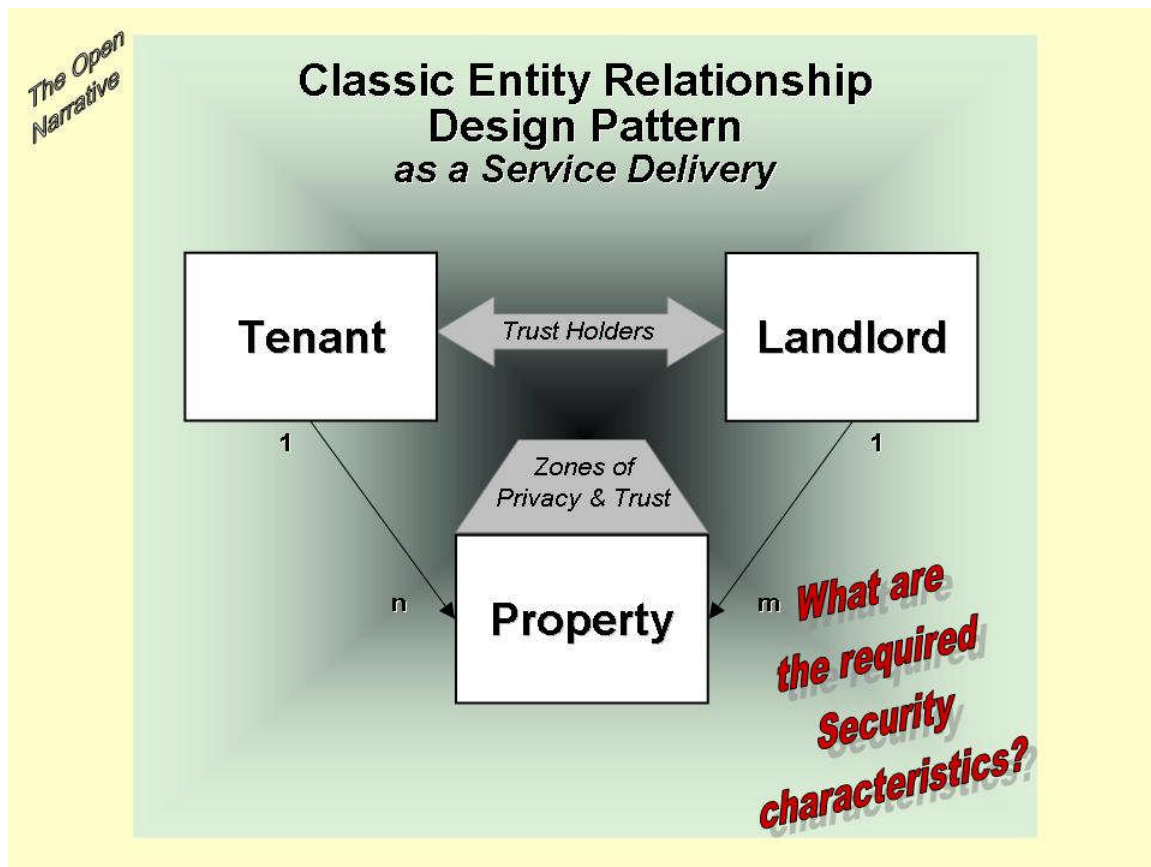 The Open
Narrative
Classic Entity Relationship
Design Pattern
as a Service Delivery
Tenant
Trust Holders
Landlord
1
1
Zones of
Privacy & Trust
n
Property
m
What are
the required
Security
characteristics?